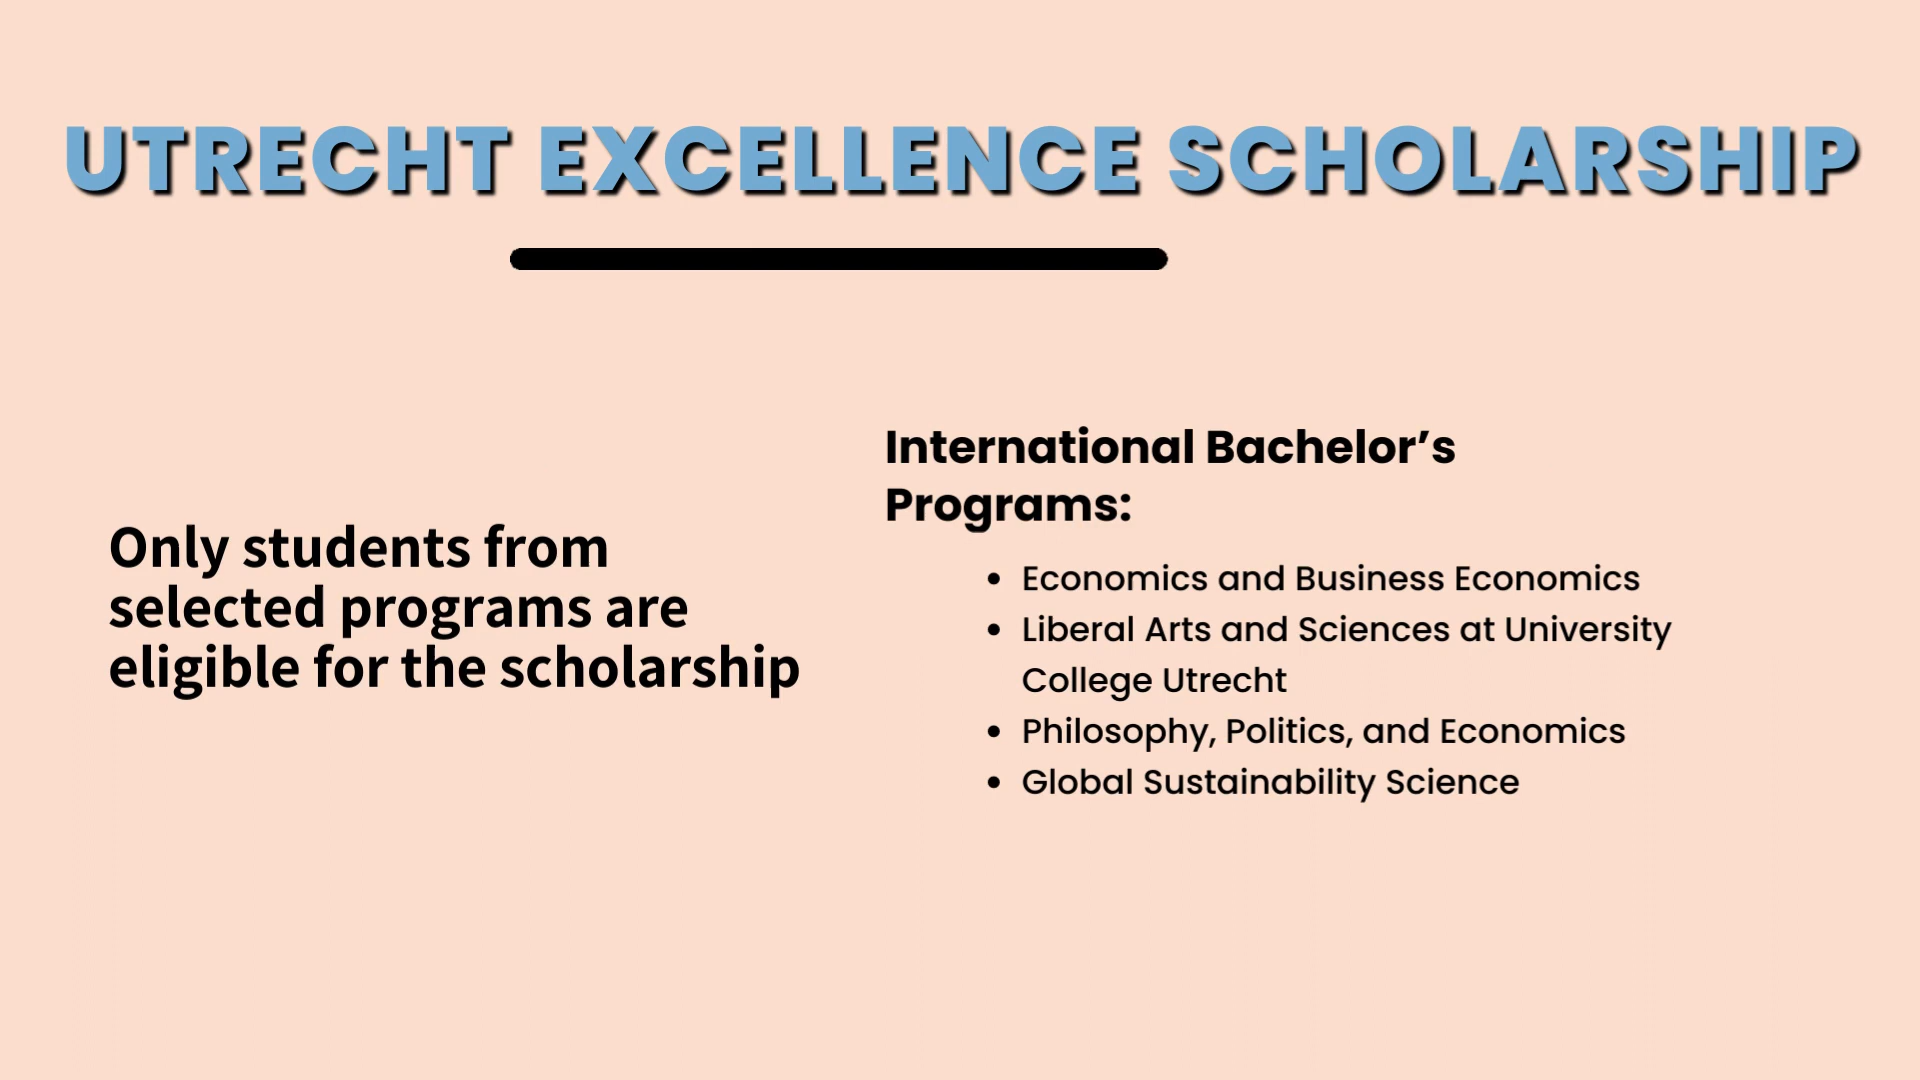 UTRECHT EXCELLENCE SCHOLARSHIP
Only students from
selected programs are
eligible for the scholarship
International Bachelor’s
Programs:
• Economics and Business Economics
• Liberal Arts and Sciences at University
College Utrecht
• Philosophy, Politics, and Economics
• Global Sustainability Science